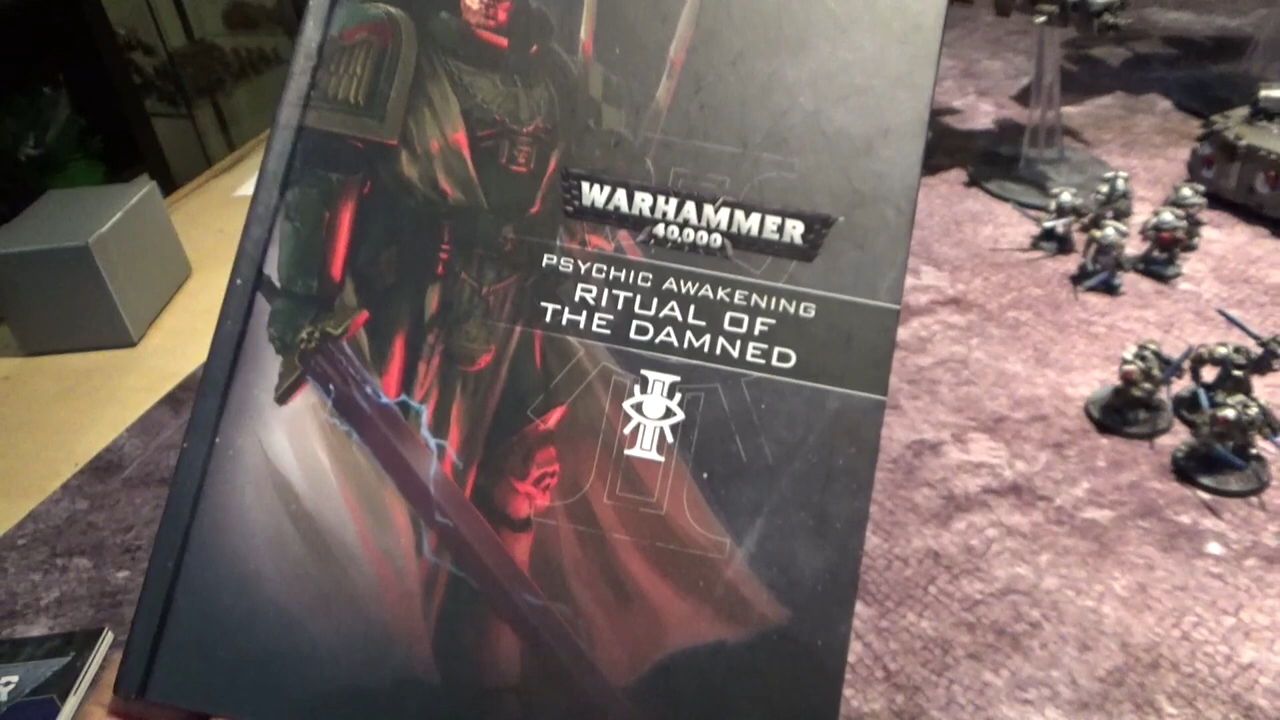 WARHAMMER
40,000
PSYCHIC AWAKENING
RITUAL OF
THE DAMNED
R